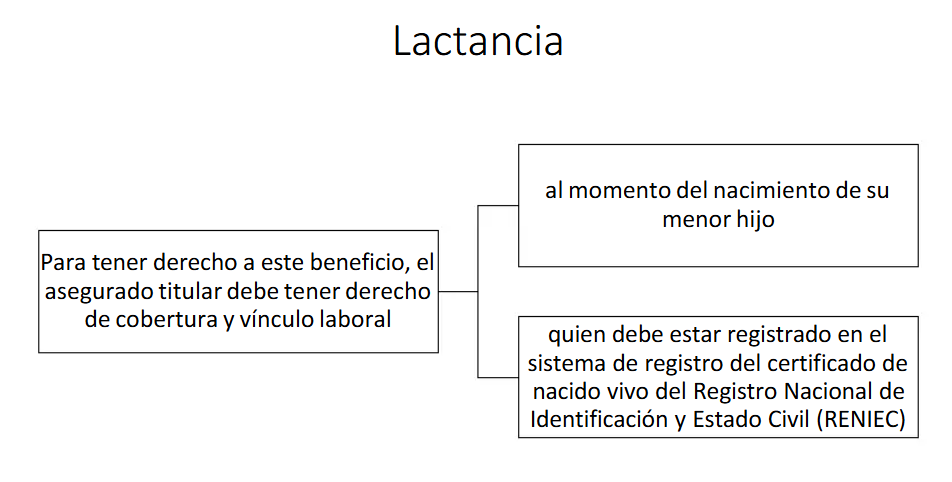 Lactancia
Para tener derecho a este beneficio, el
asegurado titular debe tener derecho
de cobertura y vínculo laboral
al momento del nacimiento de su
menor hijo
quien debe estar registrado en el
sistema de registro del certificado de
nacido vivo del Registro Nacional de
Identificación y Estado Civil (RENIEC)